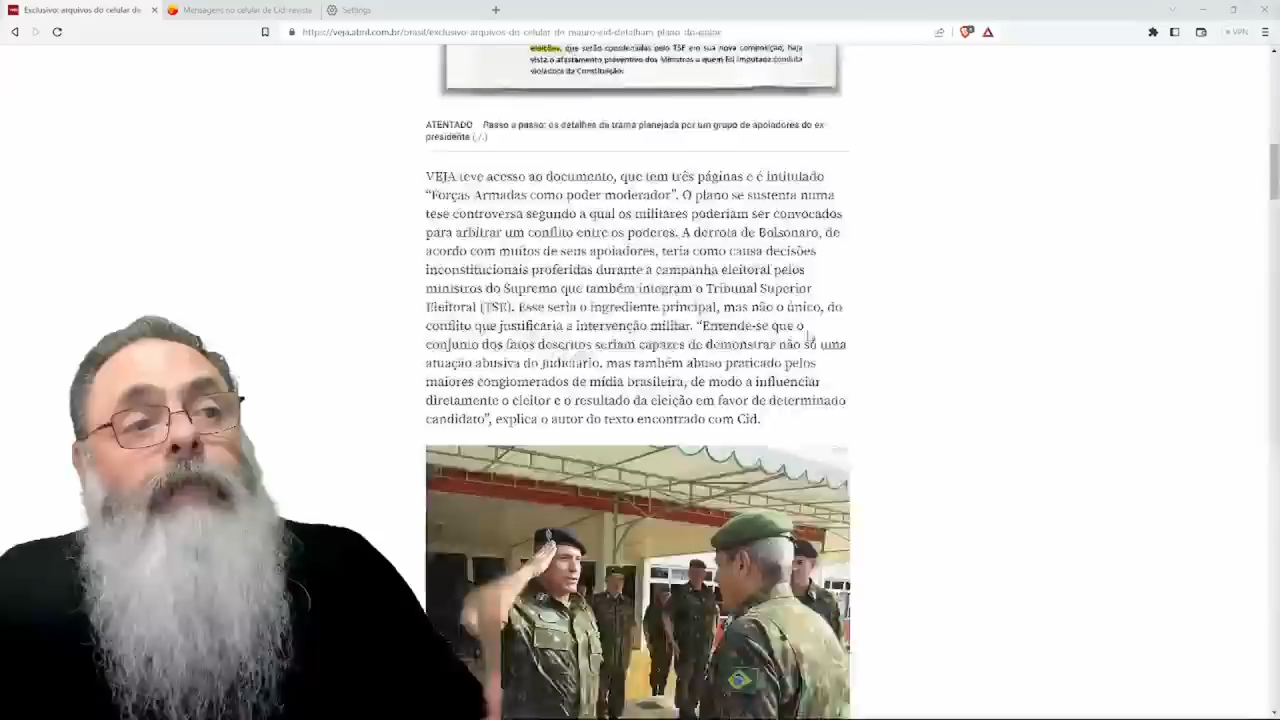 Exclusivo: arquivos do celular de
Mensagens no celular de Cid: revista
Settings
https://veja.abril.com.br/brasil/exclusivo-arquivos-do-celular-de-mauro-cid-detalham-plano-do-golpe
VPN
eleições, que serão coordenadas pelo TSE em sua nova composição, haja
vista o afastamento preventivo dos Ministros a quem foi imputada conduta
violadora da Constituição.
ATENTADO Passo a passo: os detalhes da trama planejada por um grupo de apoiadores do ex-
presidente (./.)
VEJA teve acesso ao documento, que tem três páginas e é intitulado
“Forças Armadas como poder moderador”. O plano se sustenta numa
tese controversa segundo a qual os militares poderiam ser convocados
para arbitrar um conflito entre os poderes. A derrota de Bolsonaro, de
acordo com muitos de seus apoiadores, teria como causa decisões
inconstitucionais proferidas durante a campanha eleitoral pelos
ministros do Supremo que também integram o Tribunal Superior
Eleitoral (TSE). Esse seria o ingrediente principal, mas não o único, do
conflito que justificaria a intervenção militar. “Entende-se que o
conjunto dos fatos descritos seriam capazes de demonstrar não só uma
atuação abusiva do Judiciário, mas também abuso praticado pelos
maiores conglomerados de mídia brasileira, de modo a influenciar
diretamente o eleitor e o resultado da eleição em favor de determinado
candidato”, explica o autor do texto encontrado com Cid.